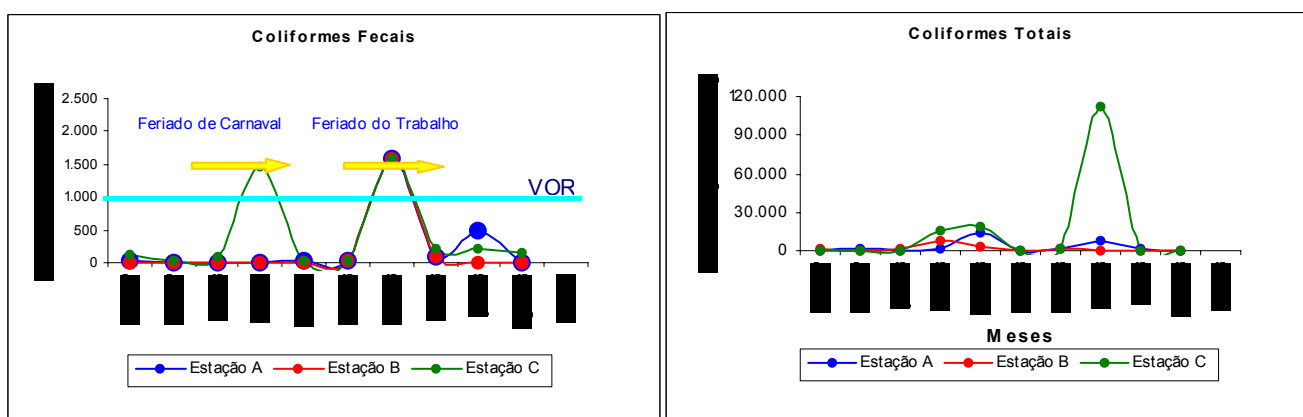 Coliformes Fecais
2.500
2.000
1.500
1.000
500
0
Feriado de Carnaval
Feriado do Trabalho
VOR
Estação A
Estação B
Estação C
Coliformes Totais
120.000
90.000
60.000
30.000
0
Meses
Estação A
Estação B
Estação C